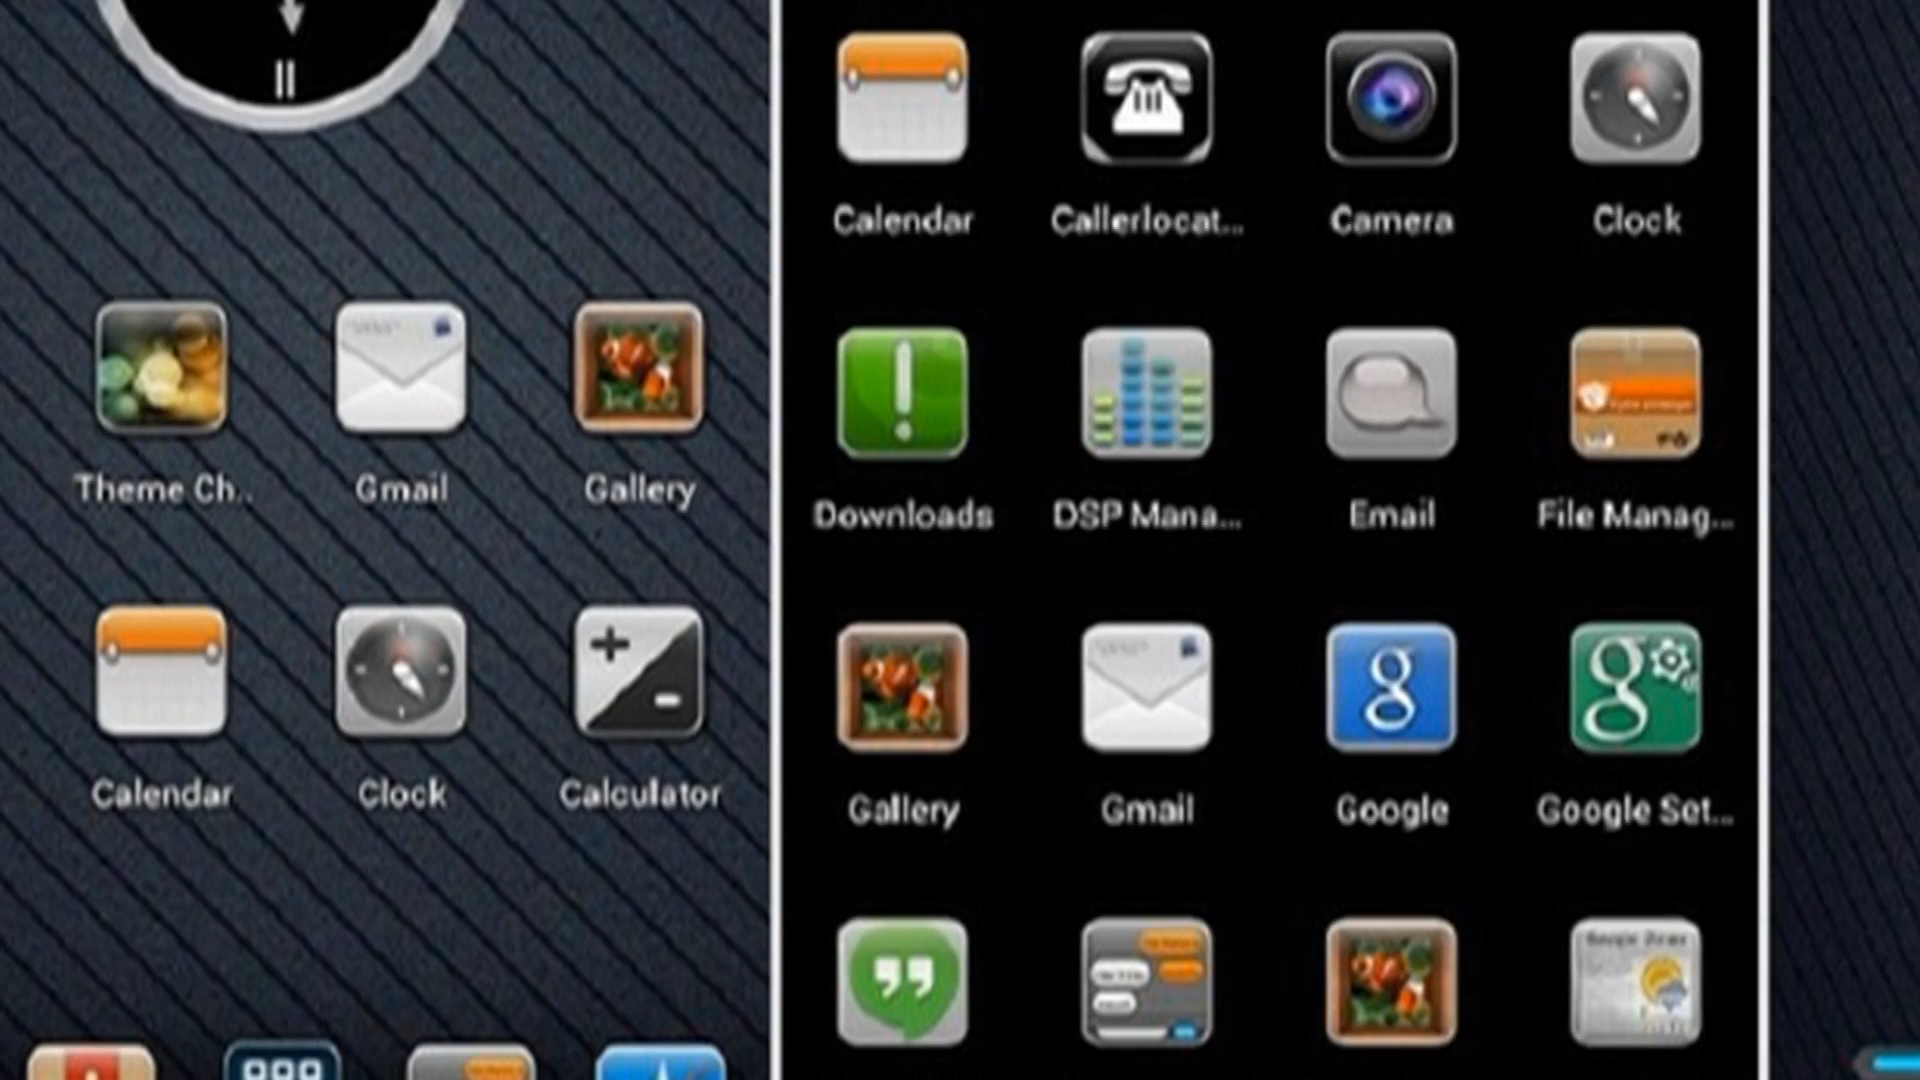 Theme Ch..
Gmail
Gallery
Calendar
Clock
Calculator
Calendar
Callerlocat...
Camera
Clock
Downloads
DSP Mana...
Email
File Manag...
Gallery
Gmail
Google
Google Set...